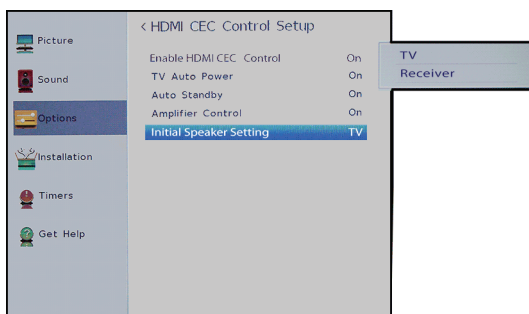 Picture
Sound
Options
Installation
Timers
Get Help
< HDMI CEC Control Setup
Enable HDMI CEC Control On
TV Auto Power On
Auto Standby On
Amplifier Control On
Initial Speaker Setting TV
TV
Receiver